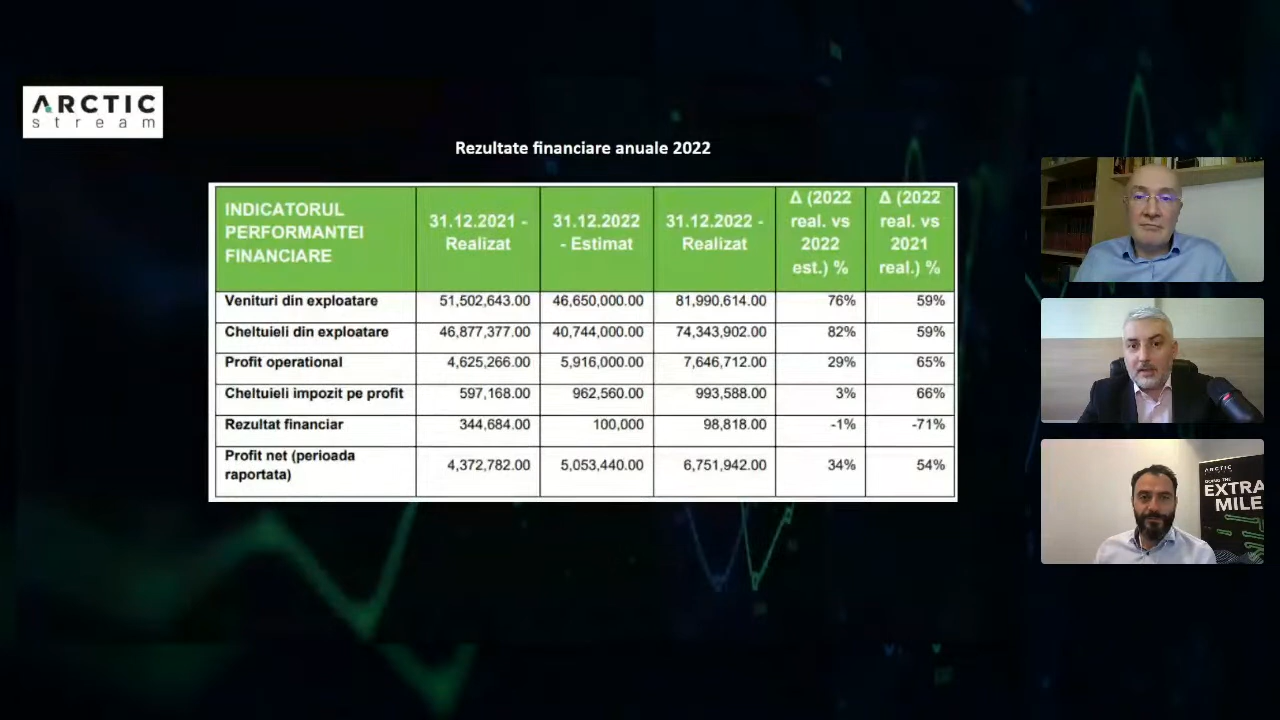 ARCTIC
stream
Rezultate financiare anuale 2022
INDICATORUL
PERFORMANTEI
FINANCIARE
31.12.2021 -
Realizat
31.12.2022
- Estimat
31.12.2022 -
Realizat
Δ (2022
real. vs
2022
est.) %
Δ (2022
real. vs
2021
real.) %
Venituri din exploatare 51,502,643.00 46,650,000.00 81,990,614.00 76% 59%
Cheltuieli din exploatare 46,877,377.00 40,744,000.00 74,343,902.00 82% 59%
Profit operational 4,625,266.00 5,916,000.00 7,646,712.00 29% 65%
Cheltuieli impozit pe profit 597,168.00 962,560.00 993,588.00 3% 66%
Rezultat financiar 344,684.00 100,000 98,818.00 -1% -71%
Profit net (perioada
raportata) 4,372,782.00 5,053,440.00 6,751,942.00 34% 54%
ARCTIC
GOING THE
EXTRA
MILE